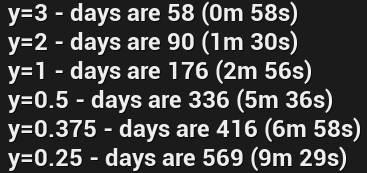 y=3 - days are 58 (0m 58s)
y=2 - days are 90 (1m 30s)
y=1 - days are 176 (2m 56s)
y=0.5 - days are 336 (5m 36s)
y=0.375 - days are 416 (6m 58s)
y=0.25 - days are 569 (9m 29s)